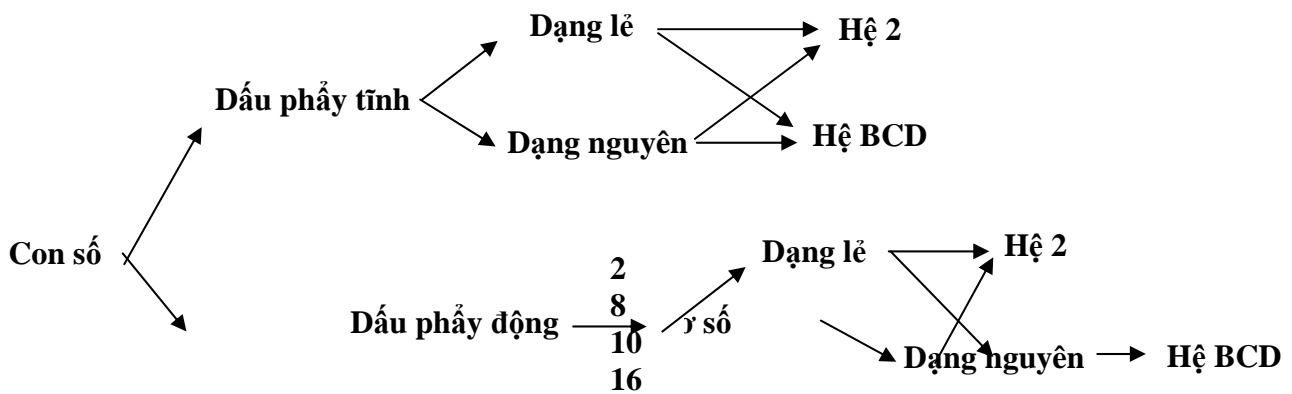 Dạng lẻ
Hệ 2
Dấu phẩy tĩnh
Dạng nguyên
Hệ BCD
Con số
Dạng lẻ
Hệ 2
2
8
Dấu phẩy động
số
10
16
Dạng nguyên
Hệ BCD